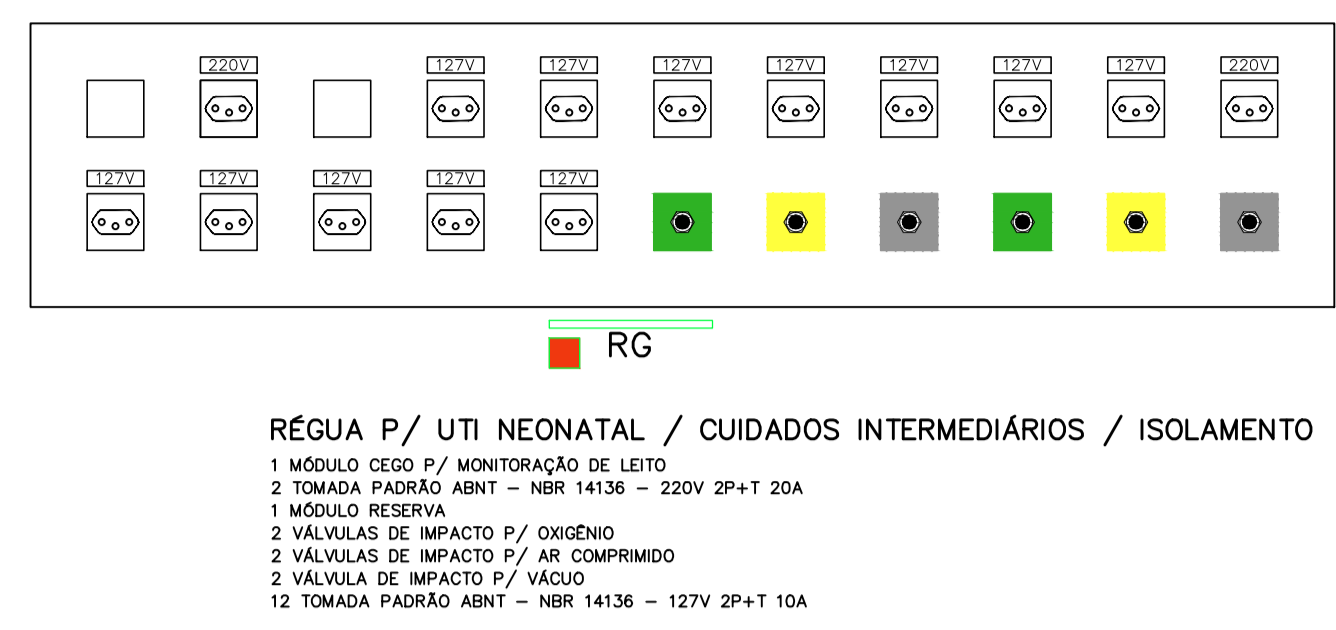 220V 127V 127V 127V 127V 127V 127V 127V 220V
127V 127V 127V 127V 127V
RG
RÉGUA P/ UTI NEONATAL / CUIDADOS INTERMEDIÁRIOS / ISOLAMENTO
1 MÓDULO CEGO P/ MONITORAÇÃO DE LEITO
2 TOMADA PADRÃO ABNT – NBR 14136 – 220V 2P+T 20A
1 MÓDULO RESERVA
2 VÁLVULAS DE IMPACTO P/ OXIGÊNIO
2 VÁLVULAS DE IMPACTO P/ AR COMPRIMIDO
2 VÁLVULA DE IMPACTO P/ VÁCUO
12 TOMADA PADRÃO ABNT – NBR 14136 – 127V 2P+T 10A